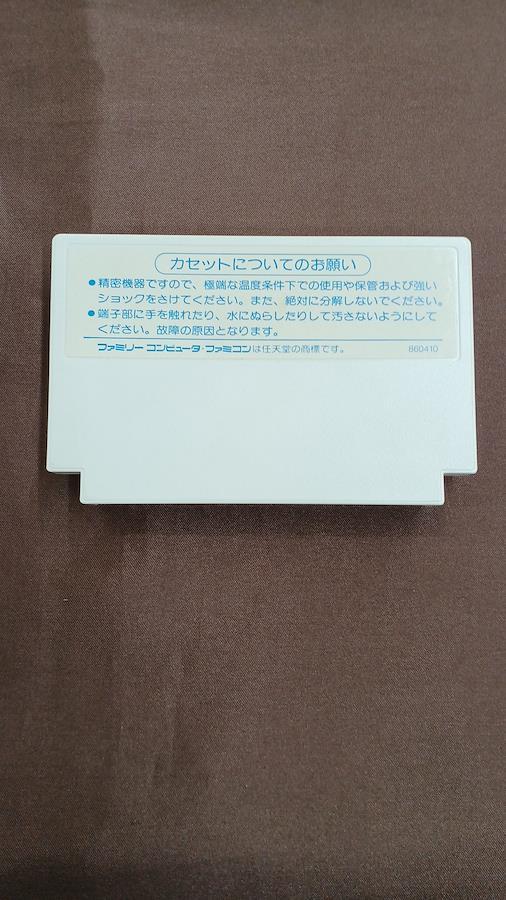 カセットについてのお願い
●精密機器ですので、極端な温度条件下での使用や保管および強い
ショックをさけてください。また、絶対に分解しないでください。
●端子部に手を触れたり、水にぬらしたりして汚さないようにして
ください。故障の原因となります。
ファミリーコンピュータ・ファミコンは任天堂の商標です。 860410